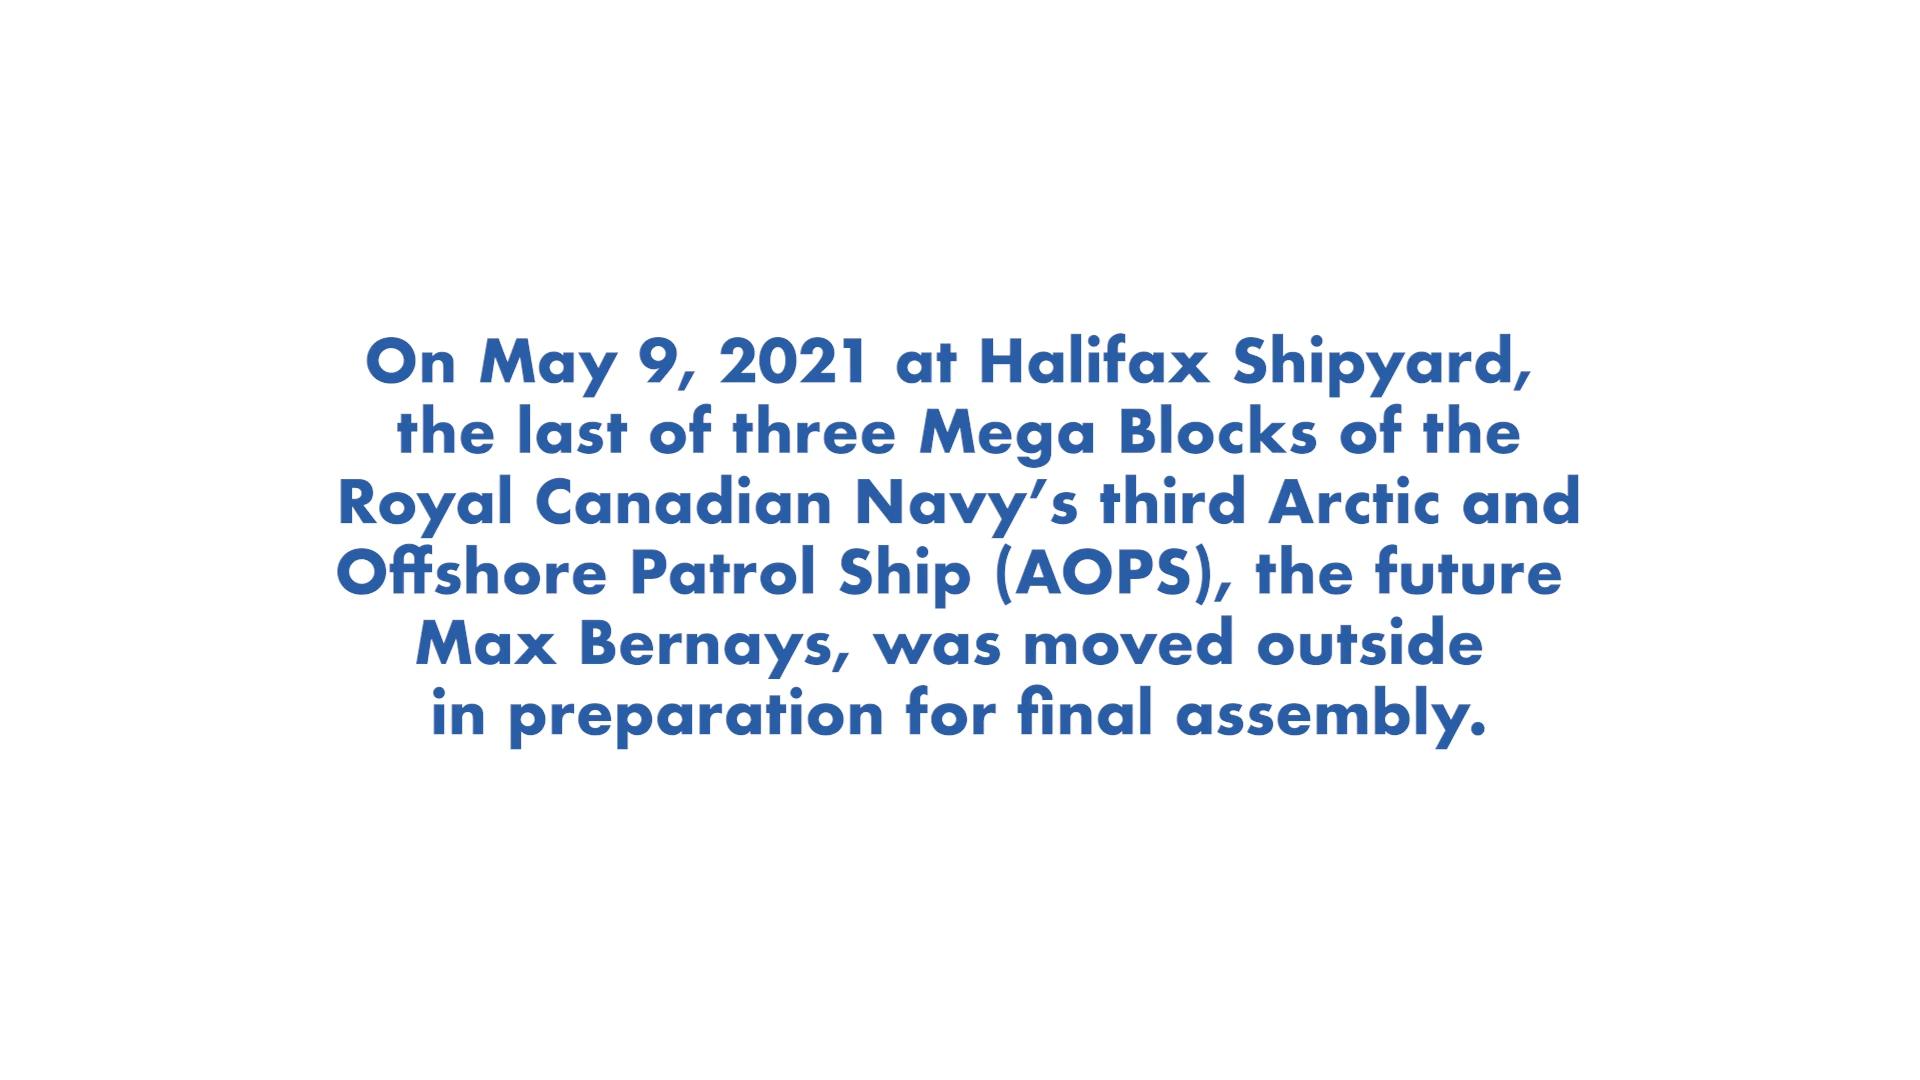 On May 9, 2021 at Halifax Shipyard,
the last of three Mega Blocks of the
Royal Canadian Navy’s third Arctic and
Offshore Patrol Ship (AOPS), the future
Max Bernays, was moved outside
in preparation for final assembly.